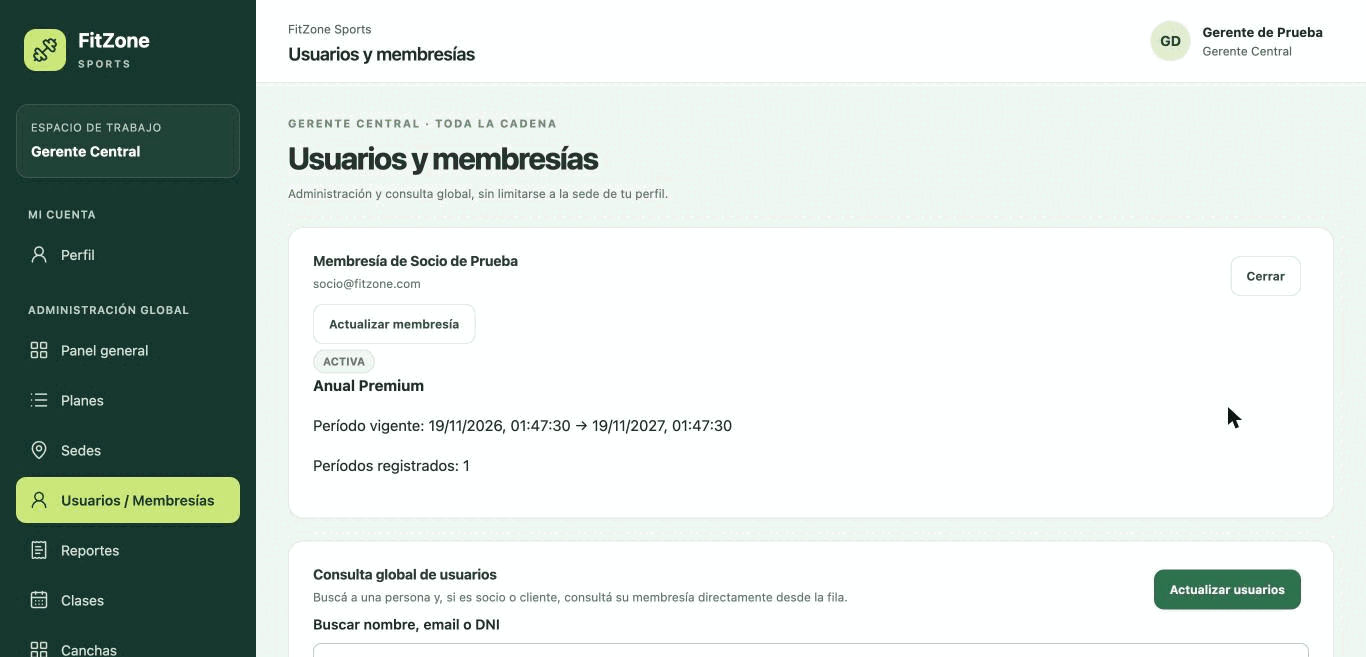 FitZone
SPORTS
ESPACIO DE TRABAJO
Gerente Central
MI CUENTA
Perfil
ADMINISTRACIÓN GLOBAL
Panel general
Planes
Sedes
Usuarios / Membresías
Reportes
Clases
Canchas
FitZone Sports
Usuarios y membresías
GD
Gerente de Prueba
Gerente Central
GERENTE CENTRAL · TODA LA CADENA
Usuarios y membresías
Administración y consulta global, sin limitarse a la sede de tu perfil.
Membresía de Socio de Prueba
socio@fitzone.com
Cerrar
Actualizar membresía
ACTIVA
Anual Premium
Período vigente: 19/11/2026, 01:47:30 → 19/11/2027, 01:47:30
Períodos registrados: 1
Consulta global de usuarios
Buscá a una persona y, si es socio o cliente, consultá su membresía directamente desde la fila.
Actualizar usuarios
Buscar nombre, email o DNI